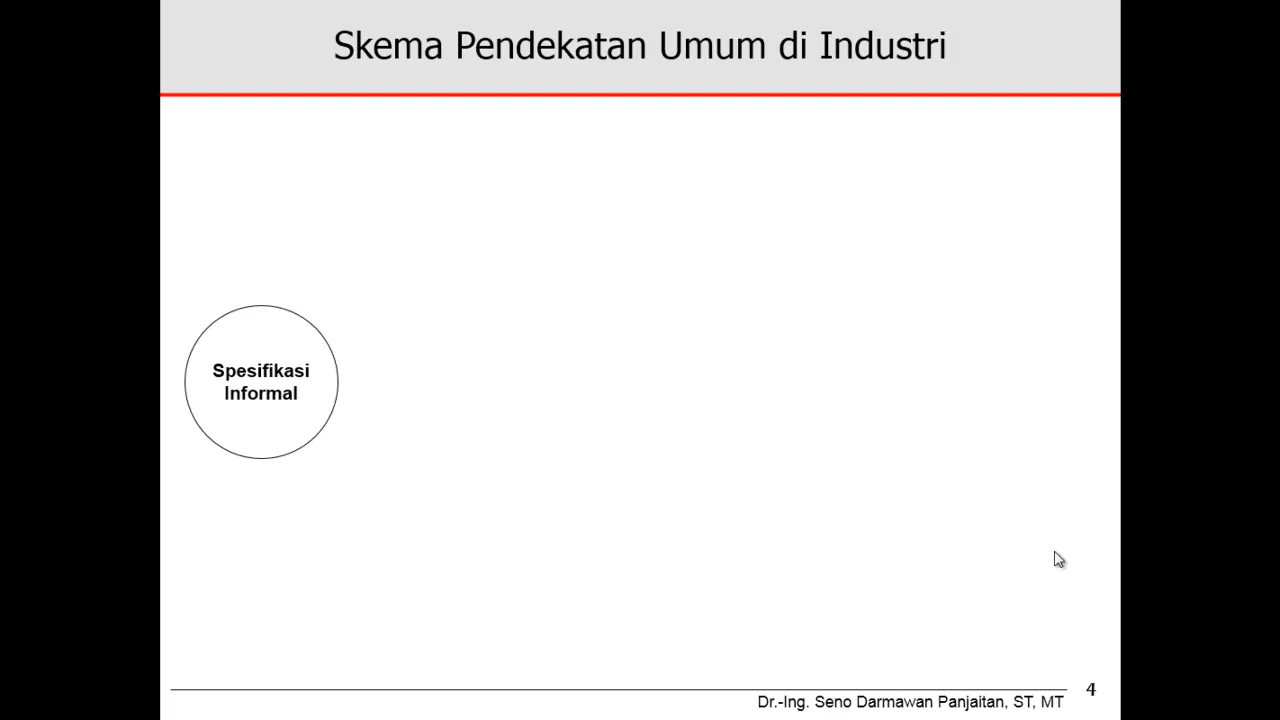 Skema Pendekatan Umum di Industri
Spesifikasi
Informal
4
Dr.-Ing. Seno Darmawan Panjaitan, ST, MT